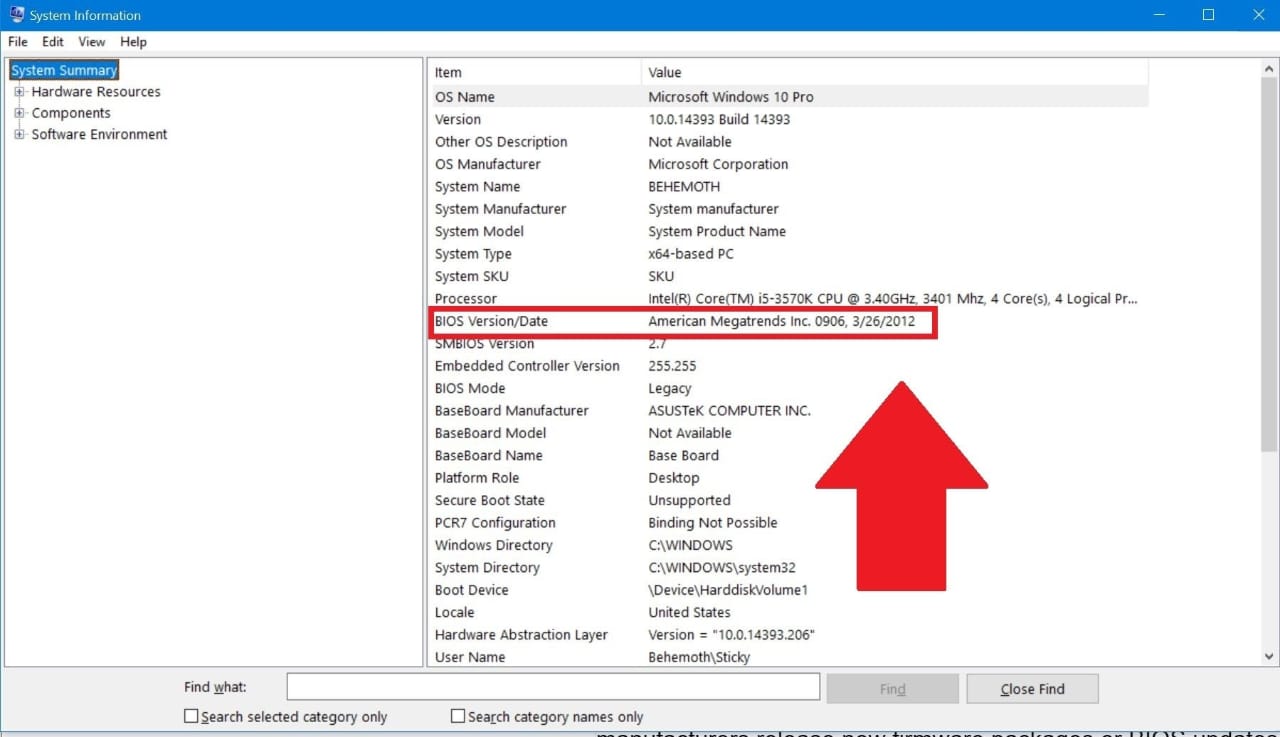 System Information
File Edit View Help
System Summary
Hardware Resources
Components
Software Environment
Item Value
OS Name Microsoft Windows 10 Pro
Version 10.0.14393 Build 14393
Other OS Description Not Available
OS Manufacturer Microsoft Corporation
System Name BEHEMOTH
System Manufacturer System manufacturer
System Model System Product Name
System Type x64-based PC
System SKU SKU
Processor Intel(R) Core(TM) i5-3570K CPU @ 3.40GHz, 3401 Mhz, 4 Core(s), 4 Logical Pr...
BIOS Version/Date American Megatrends Inc. 0906, 3/26/2012
SMBIOS Version 2.7
Embedded Controller Version 255.255
BIOS Mode Legacy
BaseBoard Manufacturer ASUSTeK COMPUTER INC.
BaseBoard Model Not Available
BaseBoard Name Base Board
Platform Role Desktop
Secure Boot State Unsupported
PCR7 Configuration Binding Not Possible
Windows Directory C:\WINDOWS
System Directory C:\WINDOWS\system32
Boot Device \Device\HarddiskVolume1
Locale United States
Hardware Abstraction Layer Version = "10.0.14393.206"
User Name Behemoth\Sticky
Find what: Find Close Find
Search selected category only Search category names only
manufacturers release new firmware packages or BIOS updates